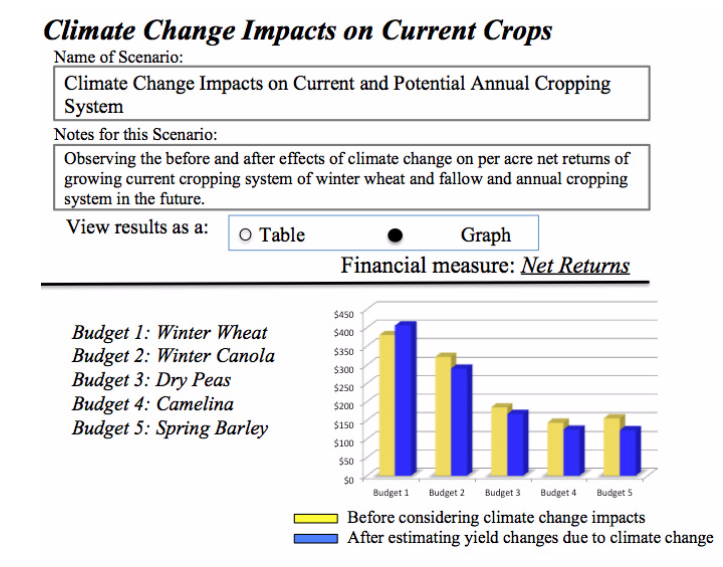 Climate Change Impacts on Current Crops
Name of Scenario:
Climate Change Impacts on Current and Potential Annual Cropping
System
Notes for this Scenario:
Observing the before and after effects of climate change on per acre net returns of
growing current cropping system of winter wheat and fallow and annual cropping
system in the future.
View results as a:
Table
Graph
Financial measure: Net Returns
Budget 1: Winter Wheat
Budget 2: Winter Canola
Budget 3: Dry Peas
Budget 4: Camelina
Budget 5: Spring Barley
$450
$400
$350
$300
$250
$200
$150
$100
$50
$0
Budget 1 Budget 2 Budget 3 Budget 4 Budget 5
Before considering climate change impacts
After estimating yield changes due to climate change